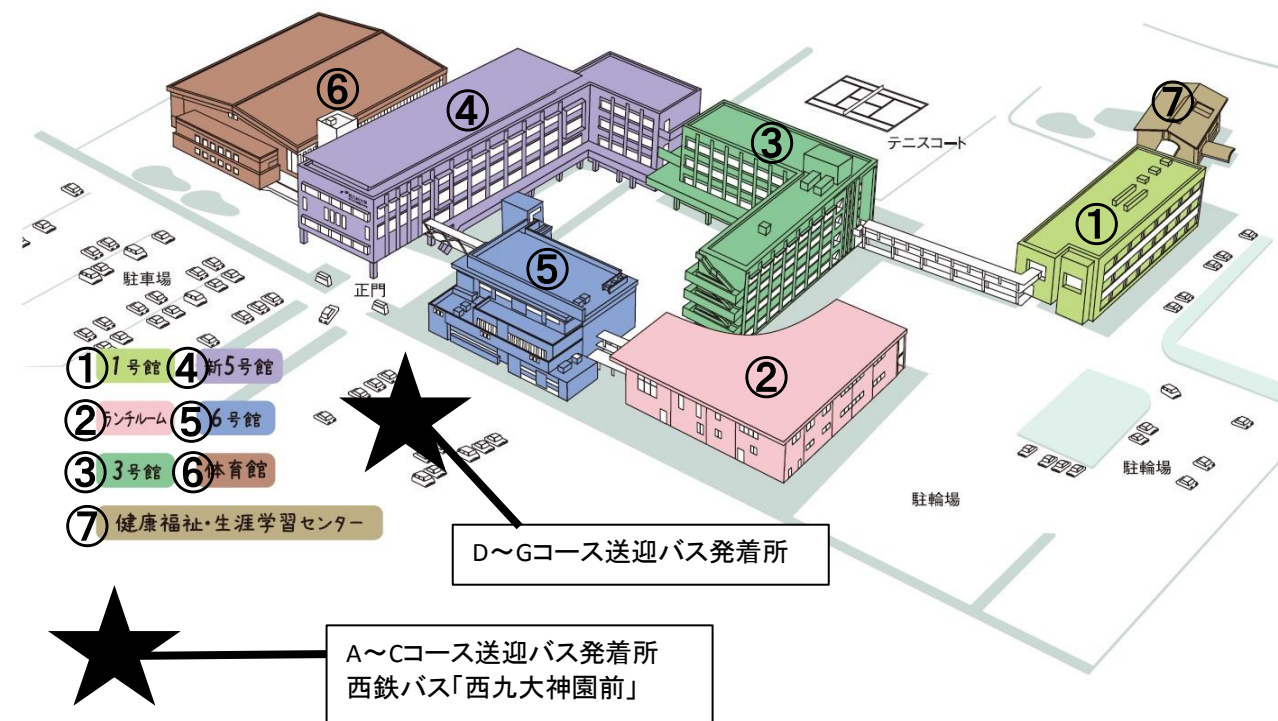 ⑥
④
③
⑦
テニスコート
①
⑤
駐車場
正門
②
①1号館
④新5号館
②ランチルーム
⑤6号館
③3号館
⑥体育館
⑦健康福祉・生涯学習センター
駐輪場
駐輪場
D～Gコース送迎バス発着所
A～Cコース送迎バス発着所
西鉄バス「西九大神園前」